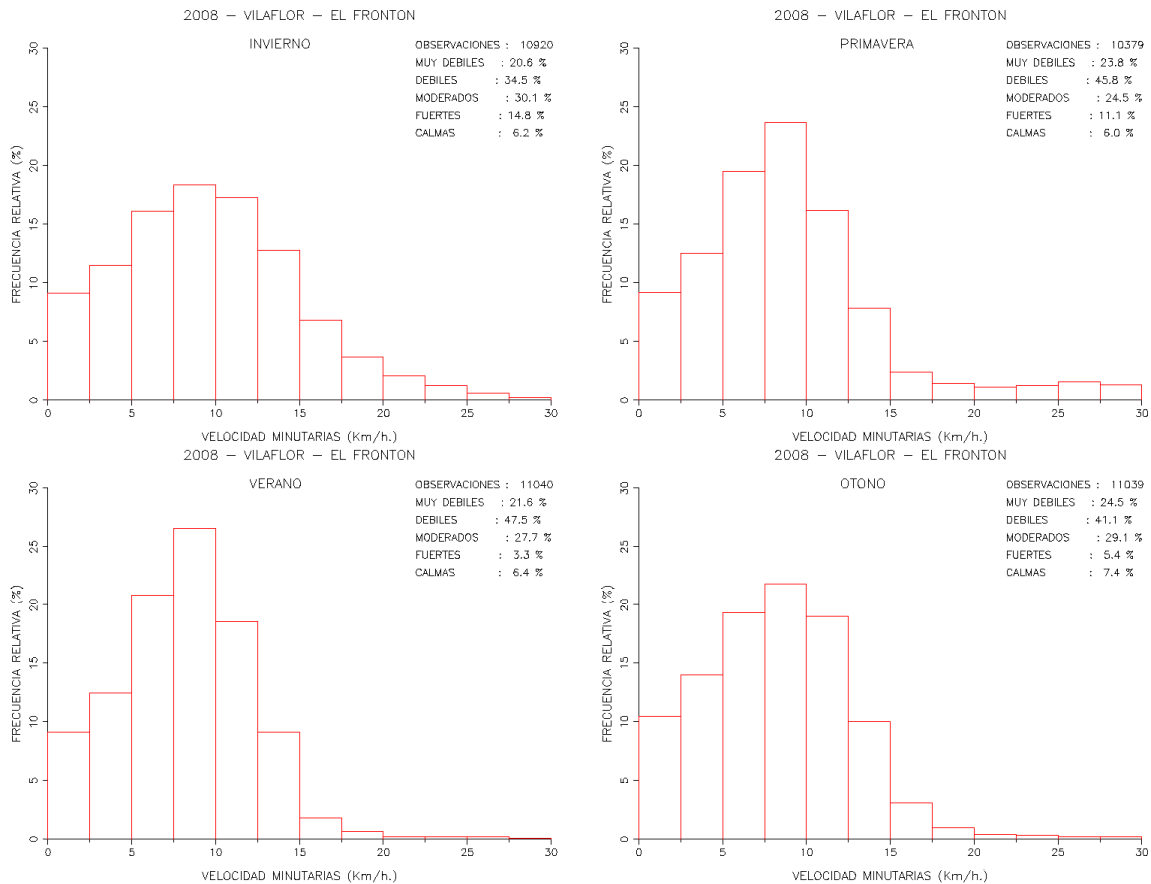 2008 - VILAFLOR - EL FRONTON
INVIERNO
OBSERVACIONES : 10920
MUY DEBILES : 20.6 %
DEBILES : 34.5 %
MODERADOS : 30.1 %
FUERTES : 14.8 %
CALMAS : 6.2 %
FRECUENCIA RELATIVA (%)
30
25
20
15
10
5
0
0 5 10 15 20 25 30
VELOCIDAD MINUTARIAS (Km/h.)
2008 - VILAFLOR - EL FRONTON
PRIMAVERA
OBSERVACIONES : 10379
MUY DEBILES : 23.8 %
DEBILES : 45.8 %
MODERADOS : 24.5 %
FUERTES : 11.1 %
CALMAS : 6.0 %
FRECUENCIA RELATIVA (%)
30
25
20
15
10
5
0
0 5 10 15 20 25 30
VELOCIDAD MINUTARIAS (Km/h.)
2008 - VILAFLOR - EL FRONTON
VERANO
OBSERVACIONES : 11040
MUY DEBILES : 21.6 %
DEBILES : 47.5 %
MODERADOS : 27.7 %
FUERTES : 3.3 %
CALMAS : 6.4 %
FRECUENCIA RELATIVA (%)
30
25
20
15
10
5
0
0 5 10 15 20 25 30
VELOCIDAD MINUTARIAS (Km/h.)
2008 - VILAFLOR - EL FRONTON
OTONO
OBSERVACIONES : 11039
MUY DEBILES : 24.5 %
DEBILES : 41.1 %
MODERADOS : 29.1 %
FUERTES : 5.4 %
CALMAS : 7.4 %
FRECUENCIA RELATIVA (%)
30
25
20
15
10
5
0
0 5 10 15 20 25 30
VELOCIDAD MINUTARIAS (Km/h.)